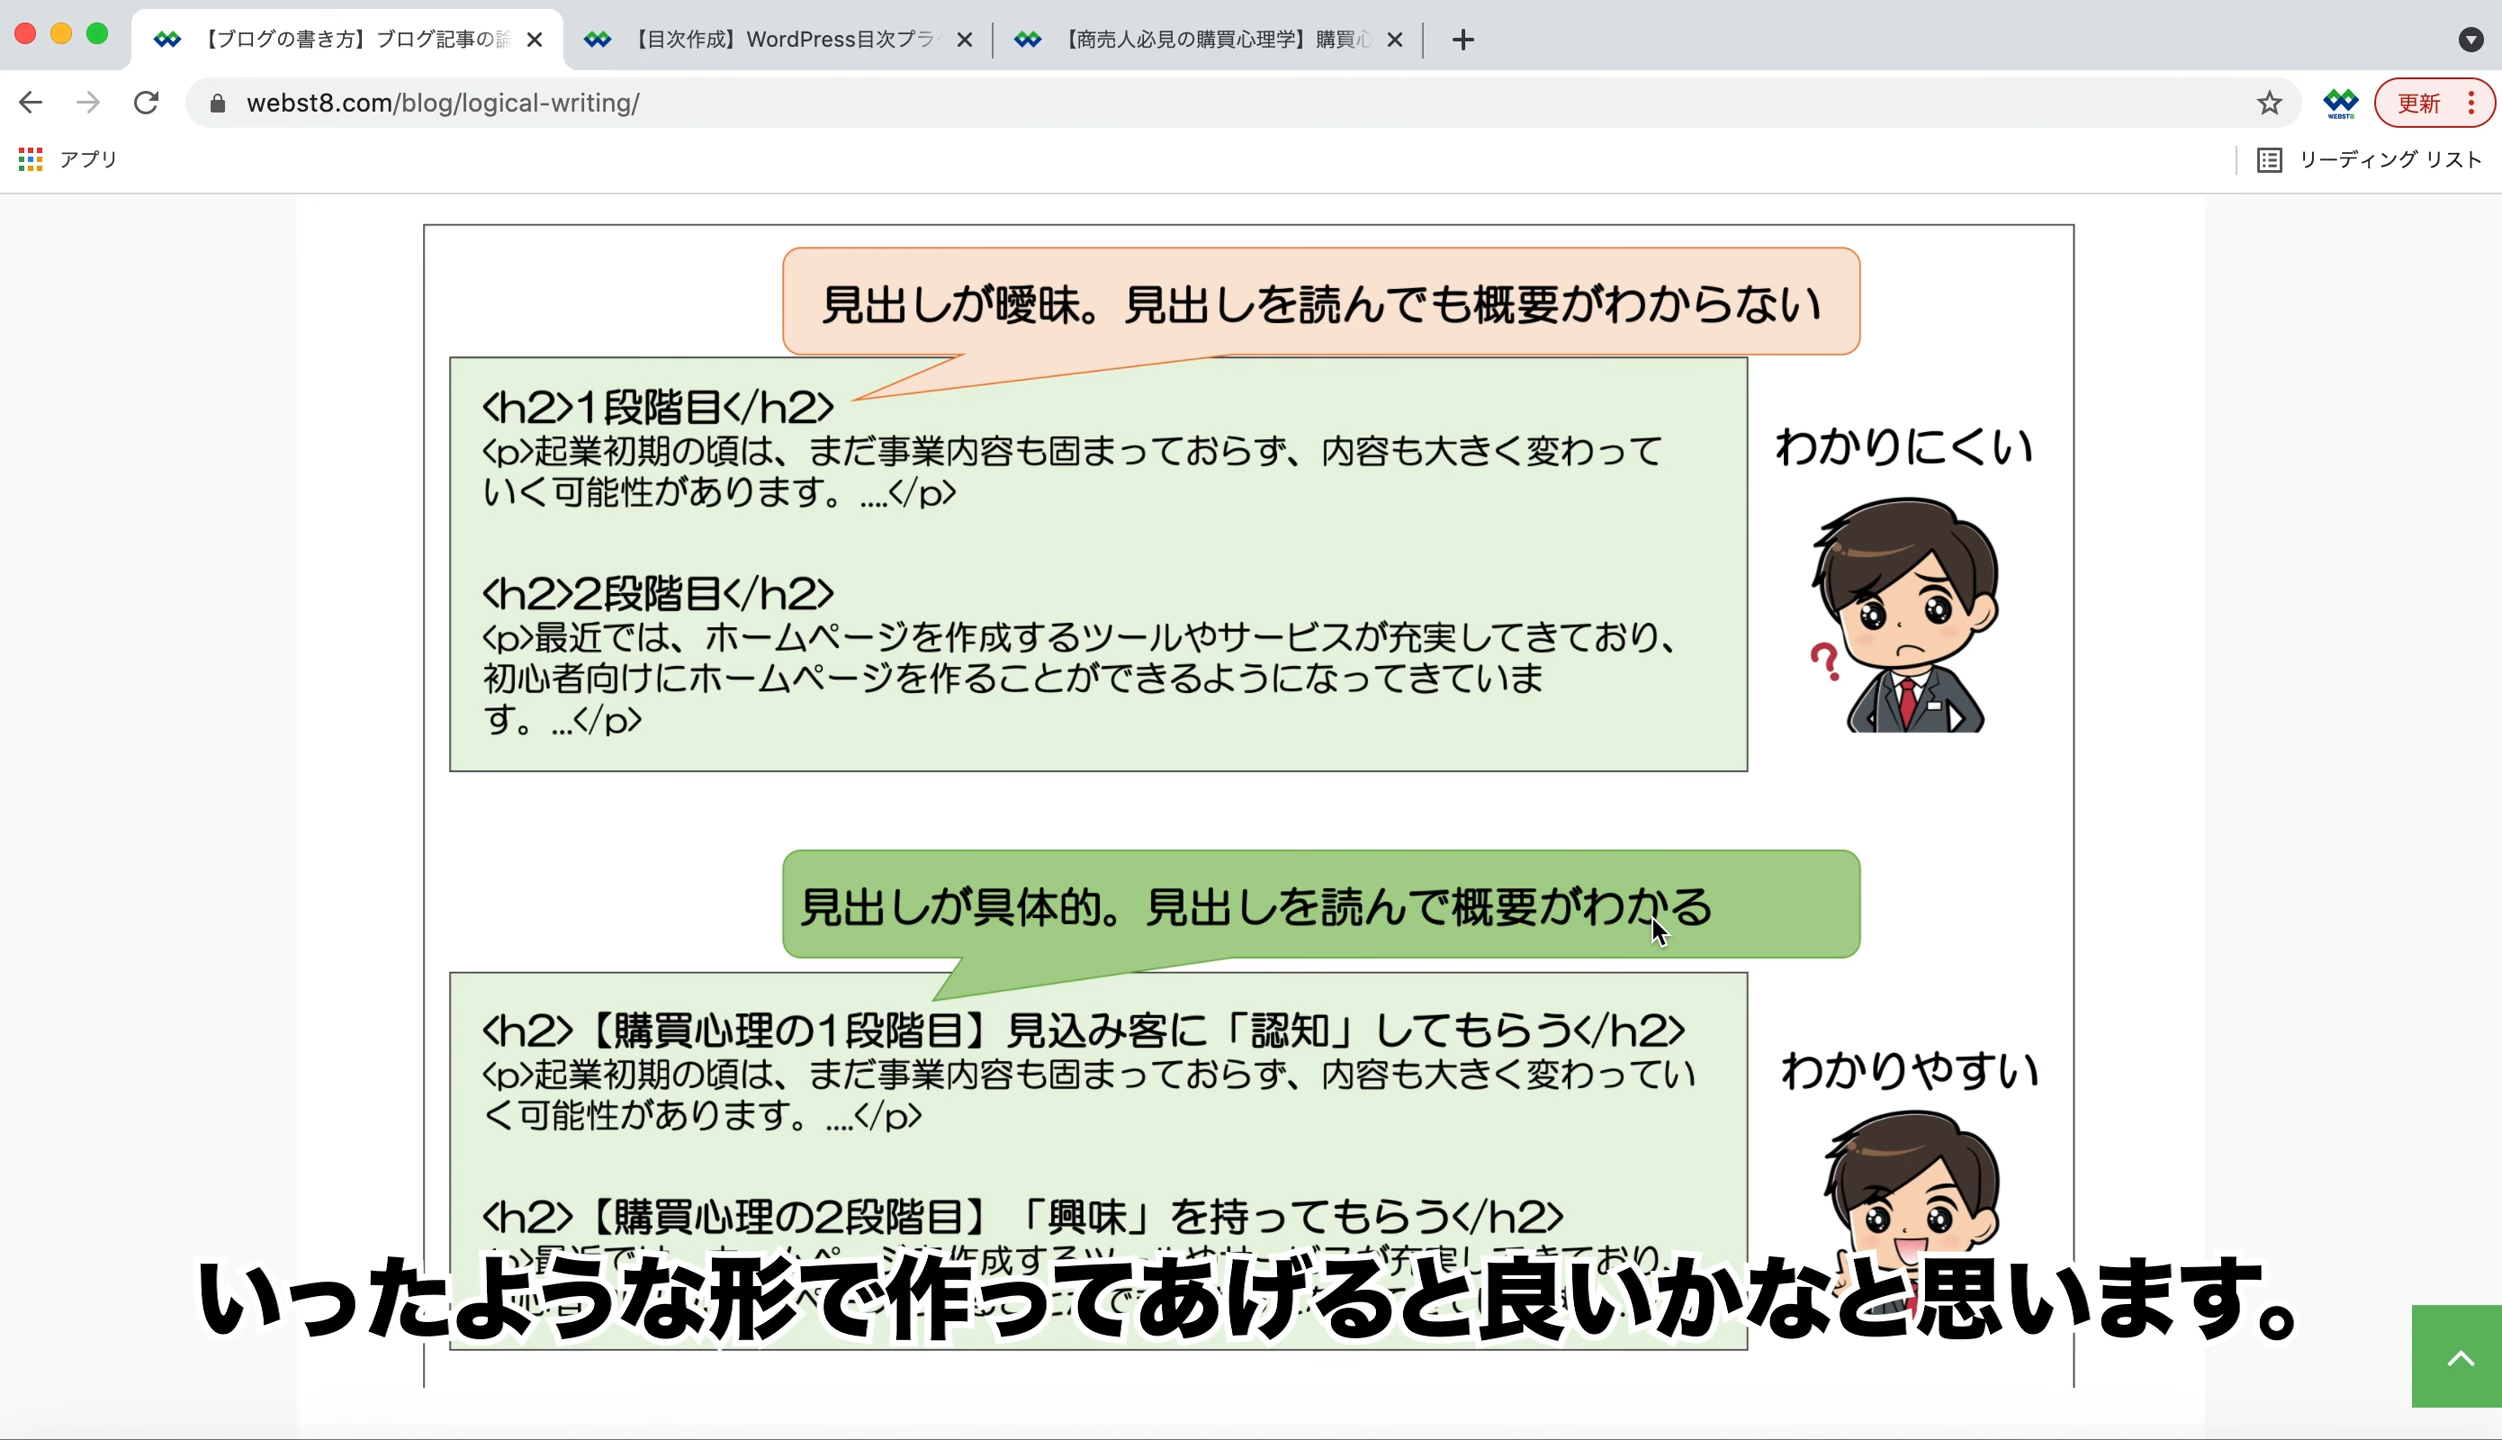 【ブログの書き方】ブログ記事の論
【目次作成】WordPress目次プラ
【商売人必見の購買心理学】購買心
webst8.com/blog/logical-writing/
WEBST8
更新
アプリ
リーディング リスト
見出しが曖昧。見出しを読んでも概要がわからない
<h2>1段階目</h2>
<p>起業初期の頃は、まだ事業内容も固まっておらず、内容も大きく変わって
いく可能性があります。....</p>
わかりにくい
<h2>2段階目</h2>
<p>最近では、ホームページを作成するツールやサービスが充実してきており、
初心者向けにホームページを作ることができるようになってきていま
す。...</p>
?
見出しが具体的。見出しを読んで概要がわかる
<h2>【購買心理の1段階目】見込み客に「認知」してもらう</h2>
<p>起業初期の頃は、まだ事業内容も固まっておらず、内容も大きく変わってい
く可能性があります。....</p>
わかりやすい
<h2>【購買心理の2段階目】「興味」を持ってもらう</h2>
いったような形で作ってあげると良いかなと思います。